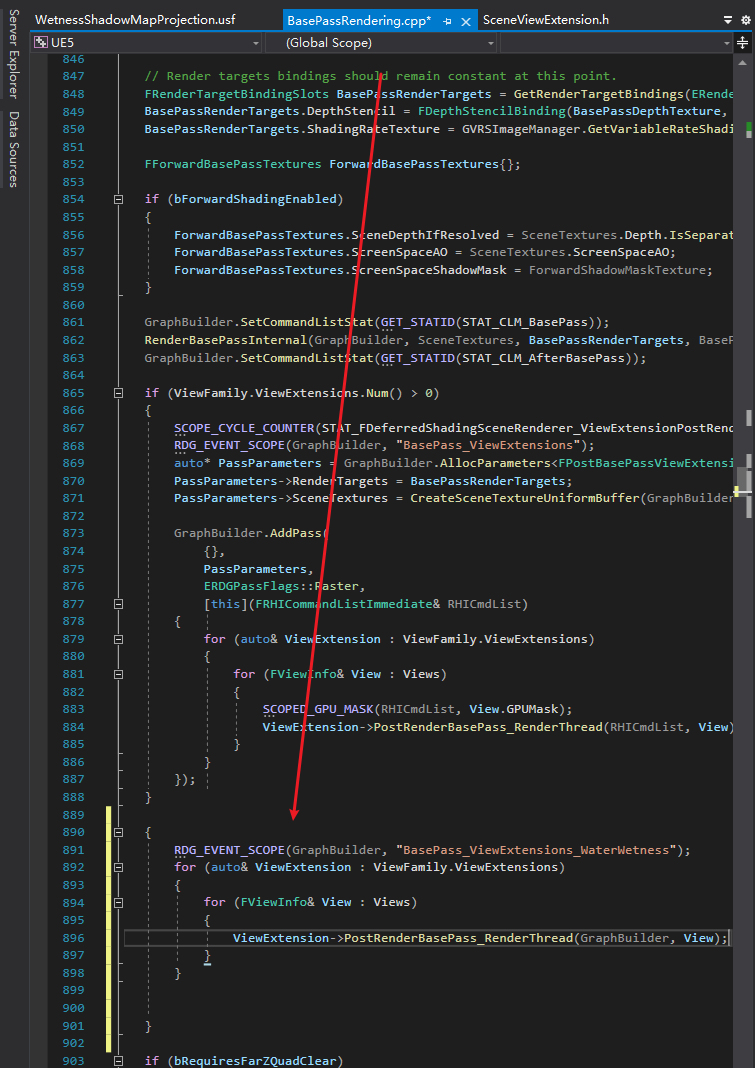 Server Explorer
Data Sources
WetnessShadowMapProjection.usf
BasePassRendering.cpp*
SceneViewExtension.h
UE5
(Global Scope)
846
847 // Render targets bindings should remain constant at this point.
848 FRenderTargetBindingSlots BasePassRenderTargets = GetRenderTargetBindings(ERende
849 BasePassRenderTargets.DepthStencil = FDepthStencilBinding(BasePassDepthTexture,
850 BasePassRenderTargets.ShadingRateTexture = GVRSImageManager.GetVariableRateShadi
851
852 FForwardBasePassTextures ForwardBasePassTextures{};
853
854 if (bForwardShadingEnabled)
855 {
856 ForwardBasePassTextures.SceneDepthIfResolved = SceneTextures.Depth.IsSeparat
857 ForwardBasePassTextures.ScreenSpaceAO = SceneTextures.ScreenSpaceAO;
858 ForwardBasePassTextures.ScreenSpaceShadowMask = ForwardShadowMaskTexture;
859 }
860
861 GraphBuilder.SetCommandListStat(GET_STATID(STAT_CLM_BasePass));
862 RenderBasePassInternal(GraphBuilder, SceneTextures, BasePassRenderTargets, BaseP
863 GraphBuilder.SetCommandListStat(GET_STATID(STAT_CLM_AfterBasePass));
864
865 if (ViewFamily.ViewExtensions.Num() > 0)
866 {
867 SCOPE_CYCLE_COUNTER(STAT_FDeferredShadingSceneRenderer_ViewExtensionPostRend
868 RDG_EVENT_SCOPE(GraphBuilder, "BasePass_ViewExtensions");
869 auto* PassParameters = GraphBuilder.AllocParameters<FPostBasePassViewExtensi
870 PassParameters->RenderTargets = BasePassRenderTargets;
871 PassParameters->SceneTextures = CreateSceneTextureUniformBuffer(GraphBuilder
872
873 GraphBuilder.AddPass(
874 {},
875 PassParameters,
876 ERDGPassFlags::Raster,
877 [this](FRHICommandListImmediate& RHICmdList)
878 {
879 for (auto& ViewExtension : ViewFamily.ViewExtensions)
880 {
881 for (FViewInfo& View : Views)
882 {
883 SCOPED_GPU_MASK(RHICmdList, View.GPUMask);
884 ViewExtension->PostRenderBasePass_RenderThread(RHICmdList, View)
885 }
886 }
887 });
888 }
889
890 {
891 RDG_EVENT_SCOPE(GraphBuilder, "BasePass_ViewExtensions_WaterWetness");
892 for (auto& ViewExtension : ViewFamily.ViewExtensions)
893 {
894 for (FViewInfo& View : Views)
895 {
896 ViewExtension->PostRenderBasePass_RenderThread(GraphBuilder, View);
897 }
898 }
899
900
901 }
902
903 if (bRequiresFarZQuadClear)